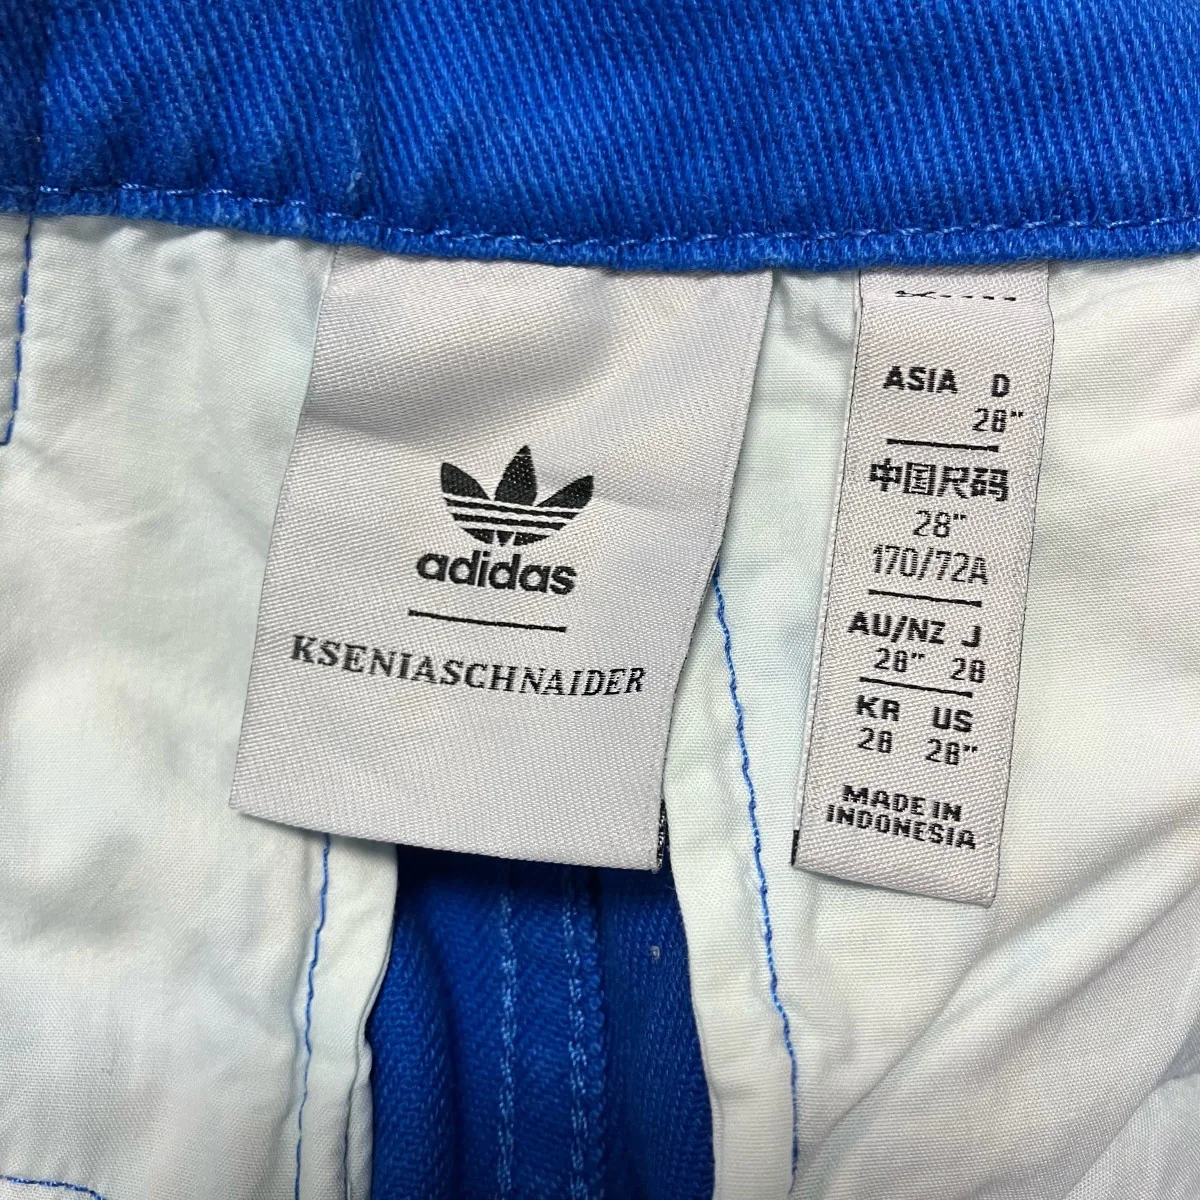 adidas
KSENIASCHNAIDER
ASIA D
28"
中国尺码
28"
170/72A
AU/NZ J
28" 28
KR US
28 28"
MADE IN
INDONESIA